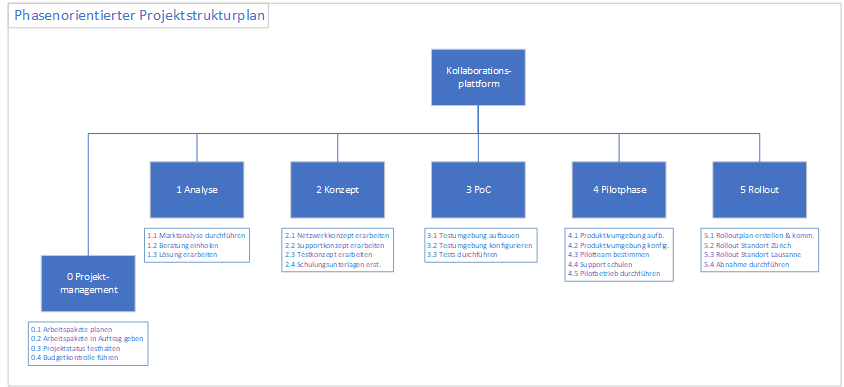 Phasenorientierter Projektstrukturplan
Kollaborations-
plattform
1 Analyse
2 Konzept
3 PoC
4 Pilotphase
5 Rollout
1.1 Marktanalyse durchführen
1.2 Beratung einholen
1.3 Lösung erarbeiten
2.1 Netzwerkkonzept erarbeiten
2.2 Supportkonzept erarbeiten
2.3 Testkonzept erarbeiten
2.4 Schulungsunterlagen erst.
3.1 Testumgebung aufbauen
3.2 Testumgebung konfigurieren
3.3 Tests durchführen
4.1 Produktivumgebung aufb.
4.2 Produktivumgebung konfig.
4.3 Pilotteam bestimmen
4.4 Support schulen
4.5 Pilotbetrieb durchführen
5.1 Rolloutplan erstellen & komm.
5.2 Rollout Standort Zürich
5.3 Rollout Standort Lausanne
5.4 Abnahme durchführen
0 Projekt-
management
0.1 Arbeitspakete planen
0.2 Arbeitspakete in Auftrag geben
0.3 Projektstatus festhalten
0.4 Budgetkontrolle führen